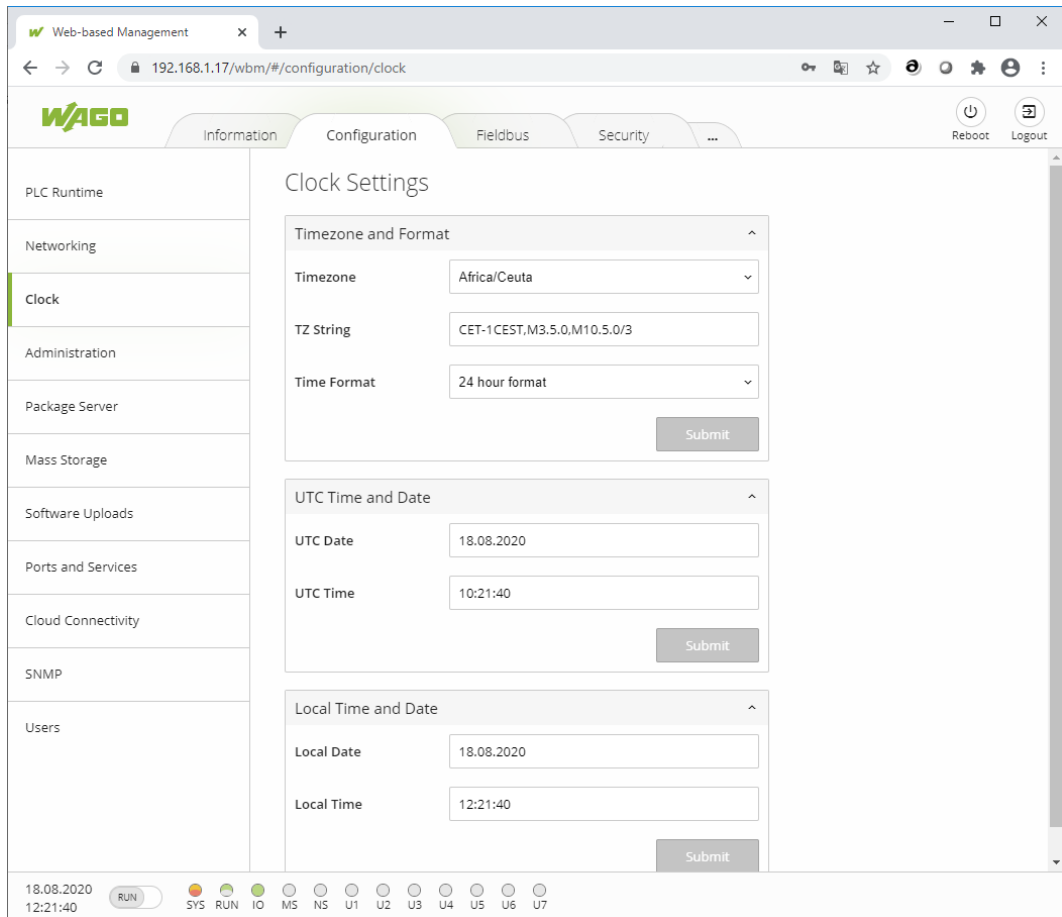 Web-based Management
192.168.1.17/wbm/#/configuration/clock
WAGO
Information Configuration Fieldbus Security ...
Reboot Logout
PLC Runtime
Networking
Clock
Administration
Package Server
Mass Storage
Software Uploads
Ports and Services
Cloud Connectivity
SNMP
Users
Clock Settings
Timezone and Format
Timezone Africa/Ceuta
TZ String CET-1CEST,M3.5.0,M10.5.0/3
Time Format 24 hour format
Submit
UTC Time and Date
UTC Date 18.08.2020
UTC Time 10:21:40
Submit
Local Time and Date
Local Date 18.08.2020
Local Time 12:21:40
Submit
18.08.2020
12:21:40
RUN
SYS RUN IO MS NS U1 U2 U3 U4 U5 U6 U7